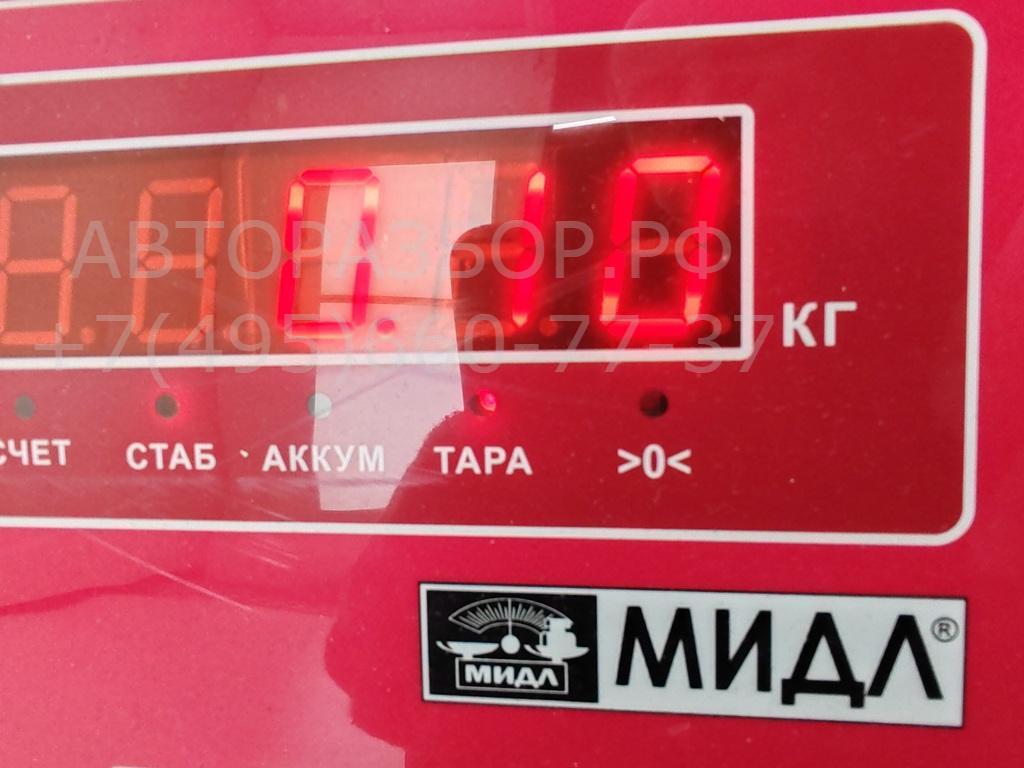 0.10
КГ
СЧЕТ СТАБ АККУМ ТАРА >0<
МИДЛ МИДЛ®
АВТОРАЗБОР.РФ
+7(495)660-77-37